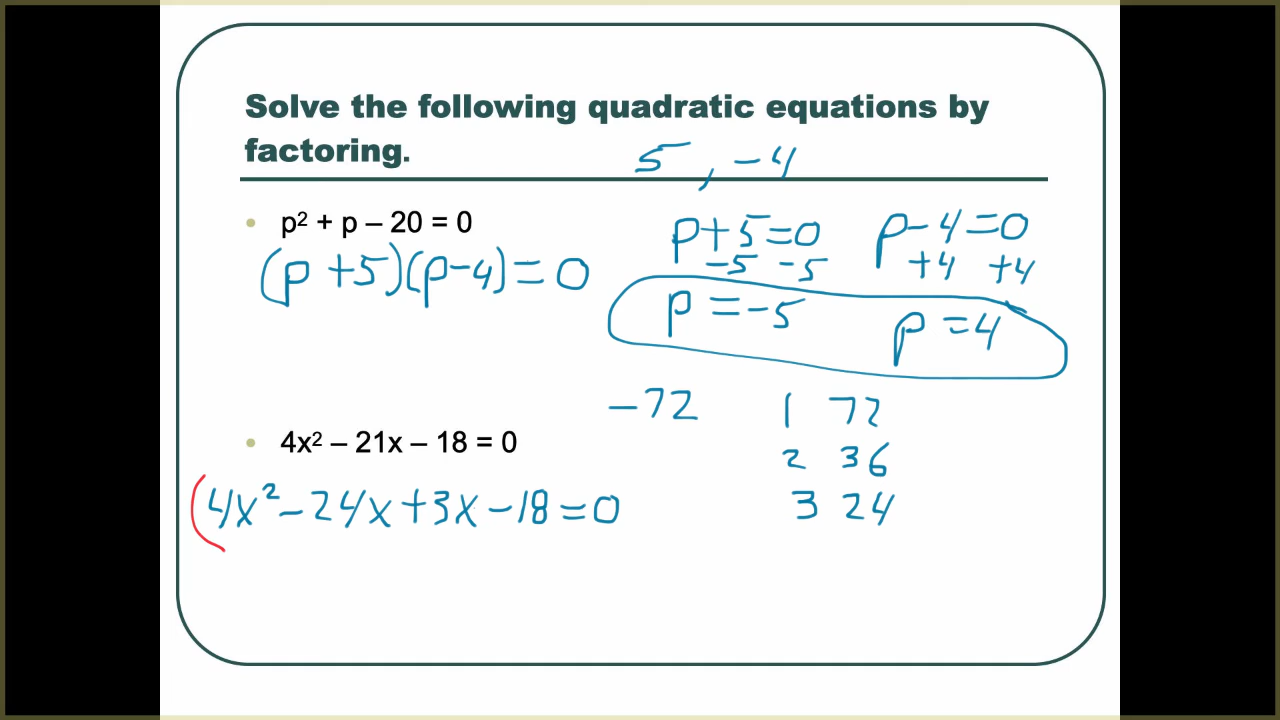 Solve the following quadratic equations by
factoring.
5, -4
• p² + p – 20 = 0
(p +5)(p-4)=0
p+5=0
-5 -5
p =-5
p-4=0
+4 +4
p =4
• 4x² – 21x – 18 = 0
-72
1 72
2 36
3 24
(4x²-24x+3x-18=0